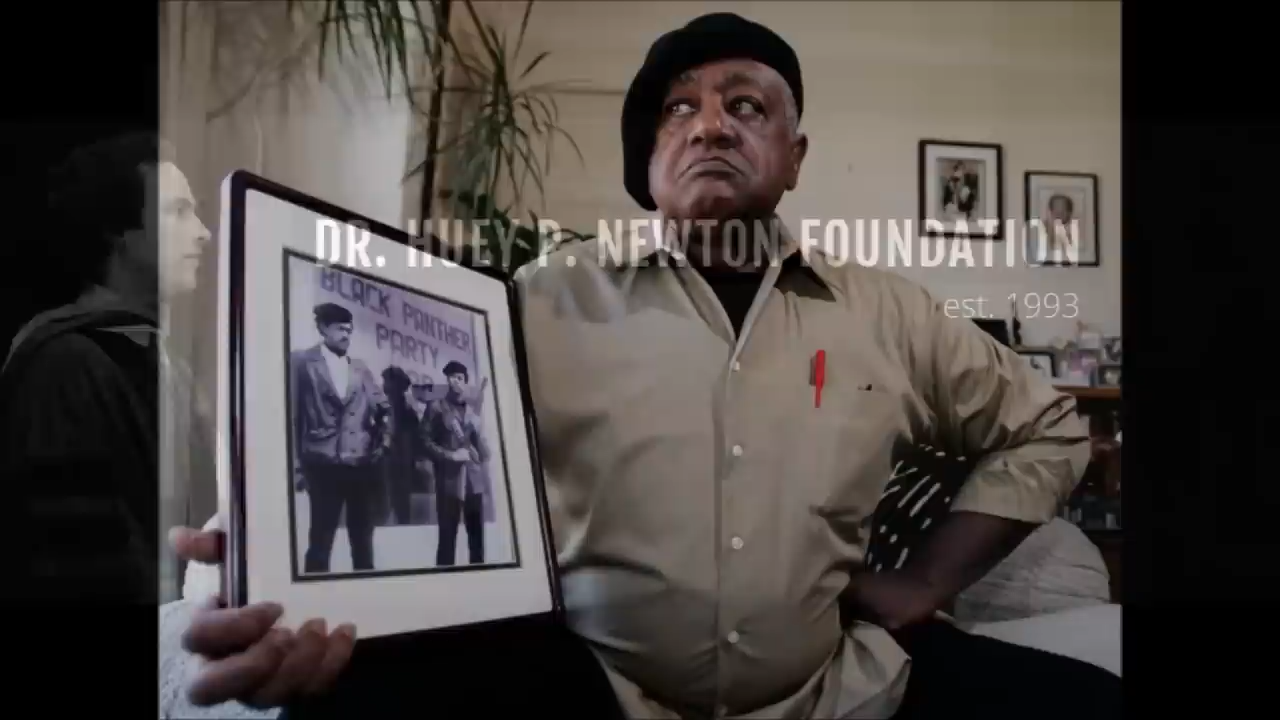 DR. HUEY P. NEWTON FOUNDATION
est. 1993
BLACK PANTHER
PARTY